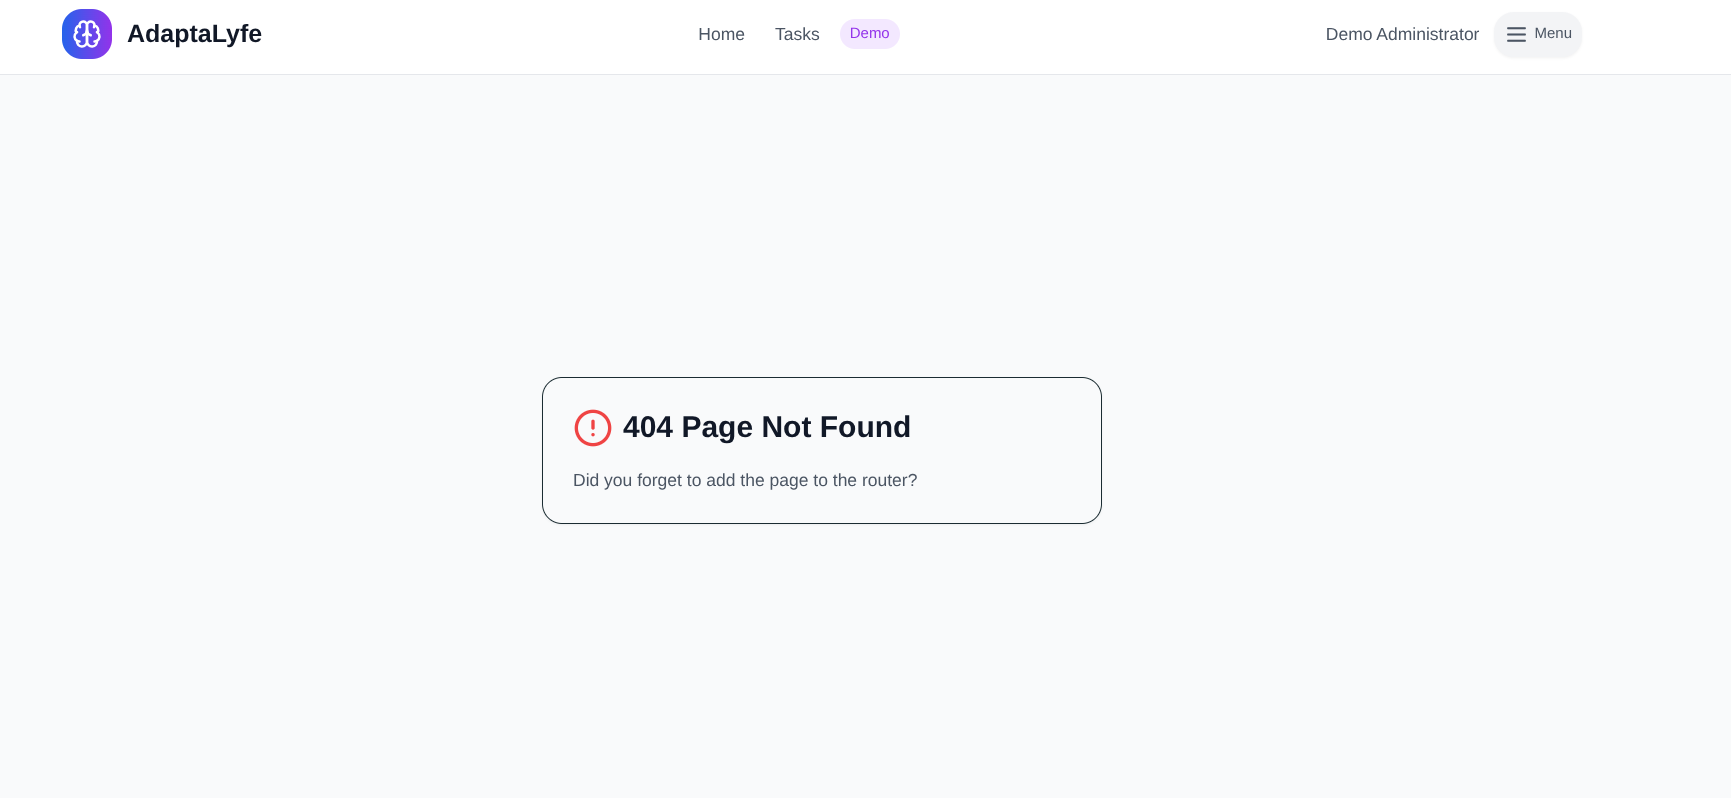 AdaptaLyfe
Home Tasks Demo
Demo Administrator Menu
404 Page Not Found
Did you forget to add the page to the router?